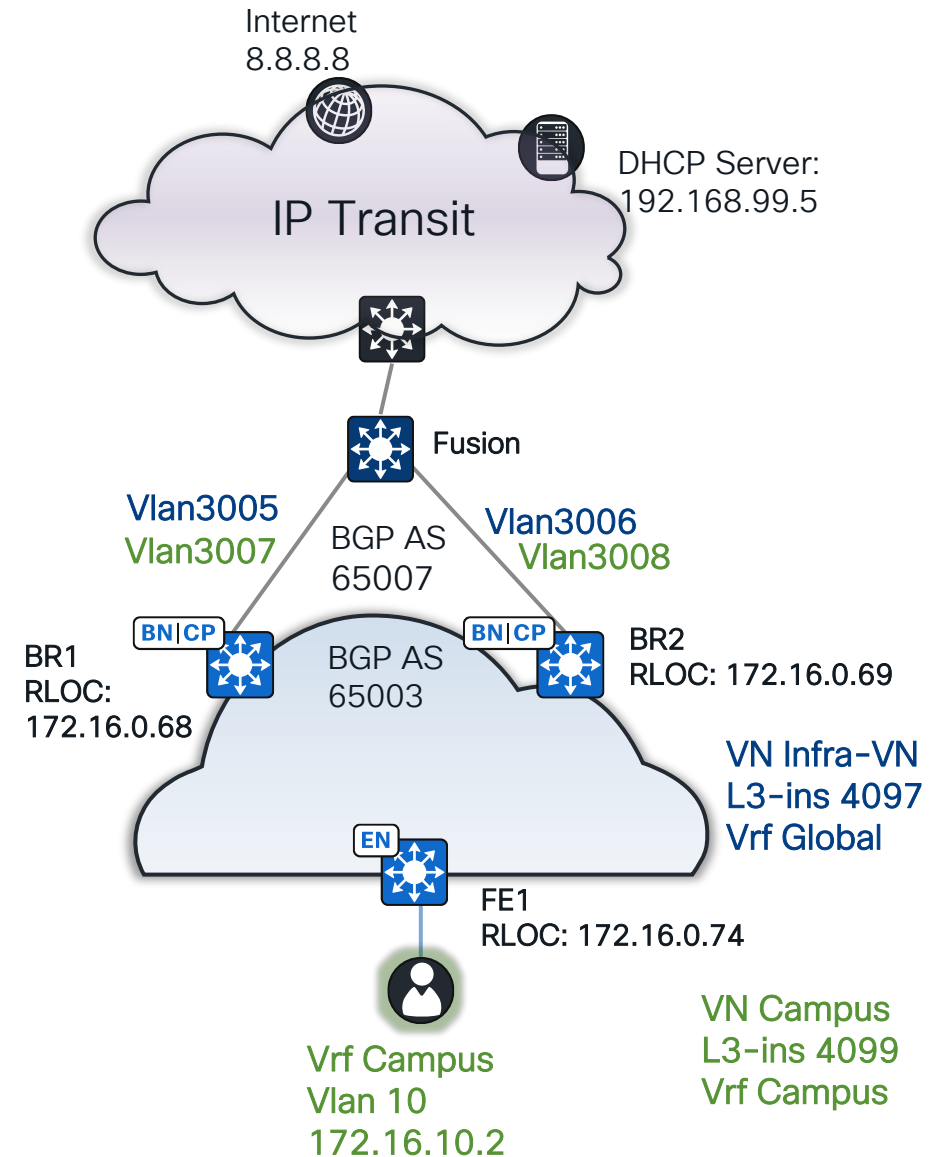 Internet
8.8.8.8
DHCP Server:
192.168.99.5
IP Transit
Fusion
Vlan3005
Vlan3007
Vlan3006
Vlan3008
BGP AS
65007
BN|CP
BN|CP
BR1
RLOC:
172.16.0.68
BGP AS
65003
BR2
RLOC: 172.16.0.69
VN Infra-VN
L3-ins 4097
Vrf Global
EN
FE1
RLOC: 172.16.0.74
Vrf Campus
Vlan 10
172.16.10.2
VN Campus
L3-ins 4099
Vrf Campus